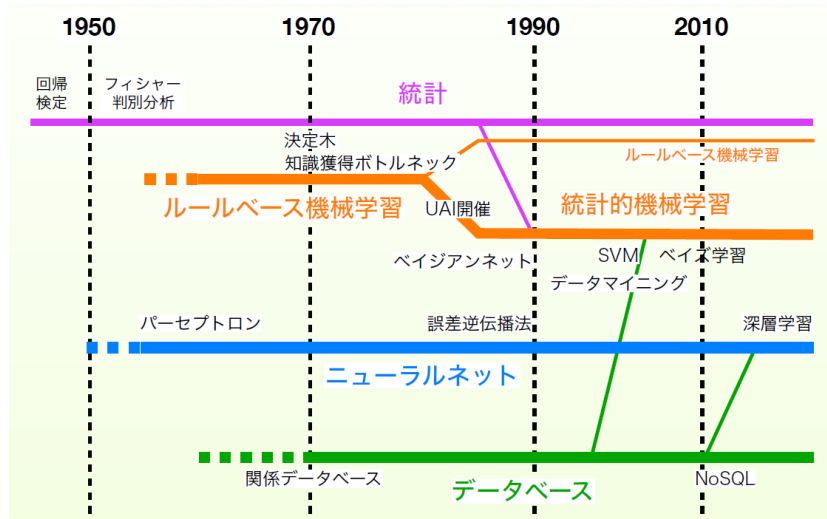 1950 1970 1990 2010
回帰
検定
フィシャー
判別分析
統計
決定木
知識獲得ボトルネック
ルールベース機械学習
ルールベース機械学習
UAI開催
統計的機械学習
ベイジアンネット
SVM ベイズ学習
データマイニング
パーセプトロン
誤差逆伝播法
深層学習
ニューラルネット
関係データベース
データベース
NoSQL